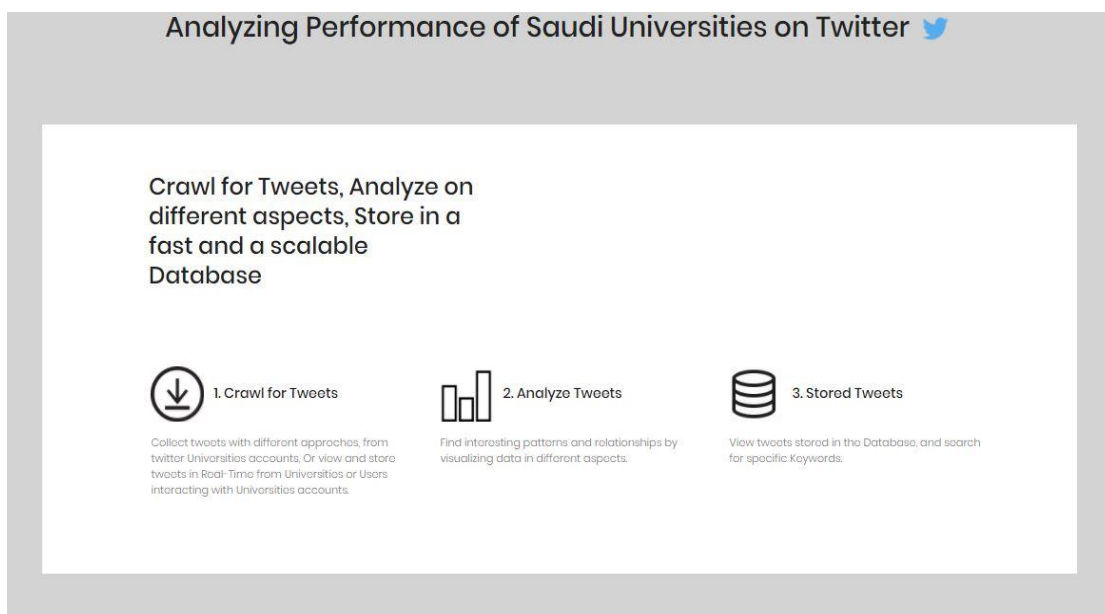 Analyzing Performance of Saudi Universities on Twitter
Crawl for Tweets, Analyze on
different aspects, Store in a
fast and a scalable
Database
1. Crawl for Tweets
Collect tweets with different approches, from
twitter Universities accounts, Or view and store
tweets in Real-Time from Universities or Users
interacting with Universities accounts.
2. Analyze Tweets
Find interesting patterns and relationships by
visualizing data in different aspects.
3. Stored Tweets
View tweets stored in the Database, and search
for specific Keywords.